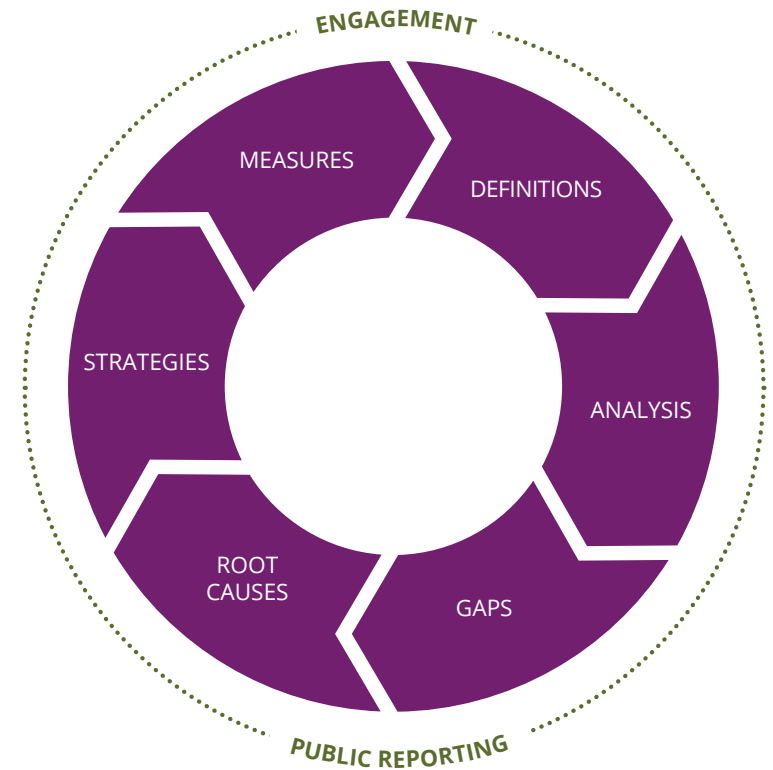 ENGAGEMENT
MEASURES
DEFINITIONS
STRATEGIES
ANALYSIS
ROOT
CAUSES
GAPS
PUBLIC REPORTING